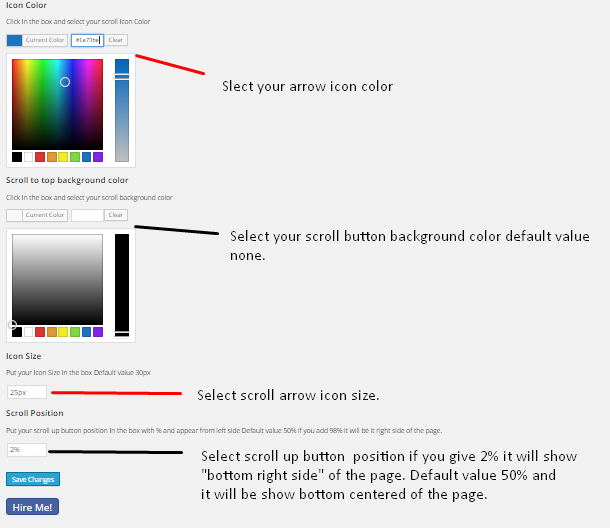 Icon Color
Click In the box and select your scroll Icon Color
Current Color #1e73be Clear
Slect your arrow icon color
Scroll to top background color
Click In the box and select your scroll background color
Current Color Clear
Select your scroll button background color default value
none.
Icon Size
Put your Icon Size In the box Default value 30px
25px
Select scroll arrow icon size.
Scroll Position
Put your scroll up button position In the box with % and appear from left side Default value 50% if you add 98% it will be it right side of the page.
2%
Select scroll up button  position if you give 2% it will show
"bottom right side" of the page. Default value 50% and
it will be show bottom centered of the page.
Save Changes
Hire Me!